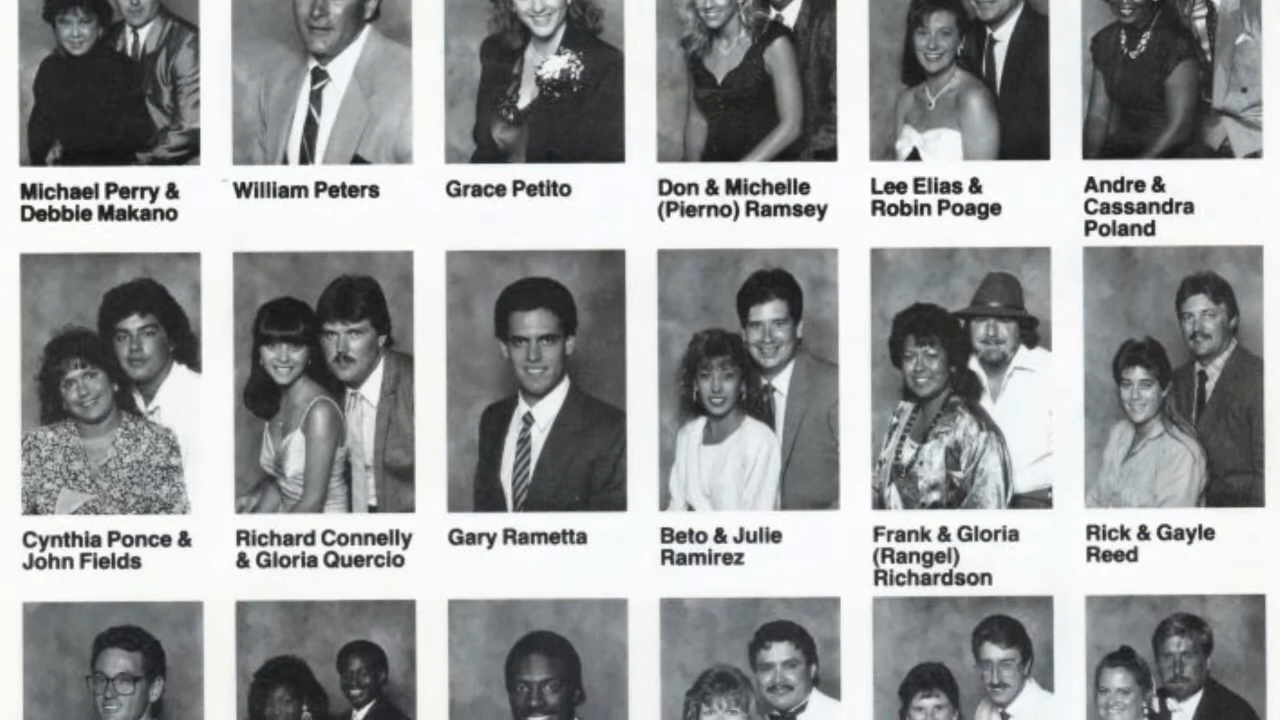 Michael Perry &
Debbie Makano
William Peters
Grace Petito
Don & Michelle
(Pierno) Ramsey
Lee Elias &
Robin Poage
Andre &
Cassandra
Poland
Cynthia Ponce &
John Fields
Richard Connelly
& Gloria Quercio
Gary Rametta
Beto & Julie
Ramirez
Frank & Gloria
(Rangel)
Richardson
Rick & Gayle
Reed